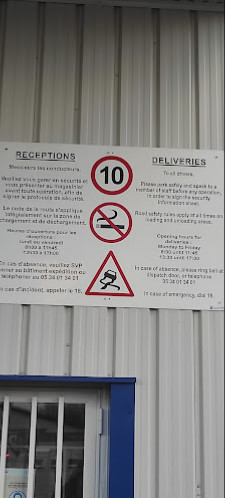 RECEPTIONS
Messieurs les conducteurs,
Veuillez vous garer en sécurité et
vous présenter au magasinier
avant toute opération, afin de
signer le protocole de sécurité.
Le code de la route s'applique
intégralement sur la zone de
chargement et de déchargement.
Heures d'ouverture pour les
réceptions :
lundi au vendredi
à 11h45
13h30 à 17h00
En cas d'absence, veuillez SVP
sonner au bâtiment expédition ou
téléphoner au 05 34 01 34 01
En cas d'incident, appeler le 18.
10
DELIVERIES
To all drivers,
Please park safely and speak to a
member of staff before any operation,
in order to sign the security
information sheet.
Road safety rules apply at all times on
loading and unloading areas.
Opening hours for
deliveries :
Monday to Friday
to 11:45
13:30 until 17:00
In case of absence, please ring bell at
dispatch door, or telephone
05 34 01 34 01
In case of emergency, dial 18.